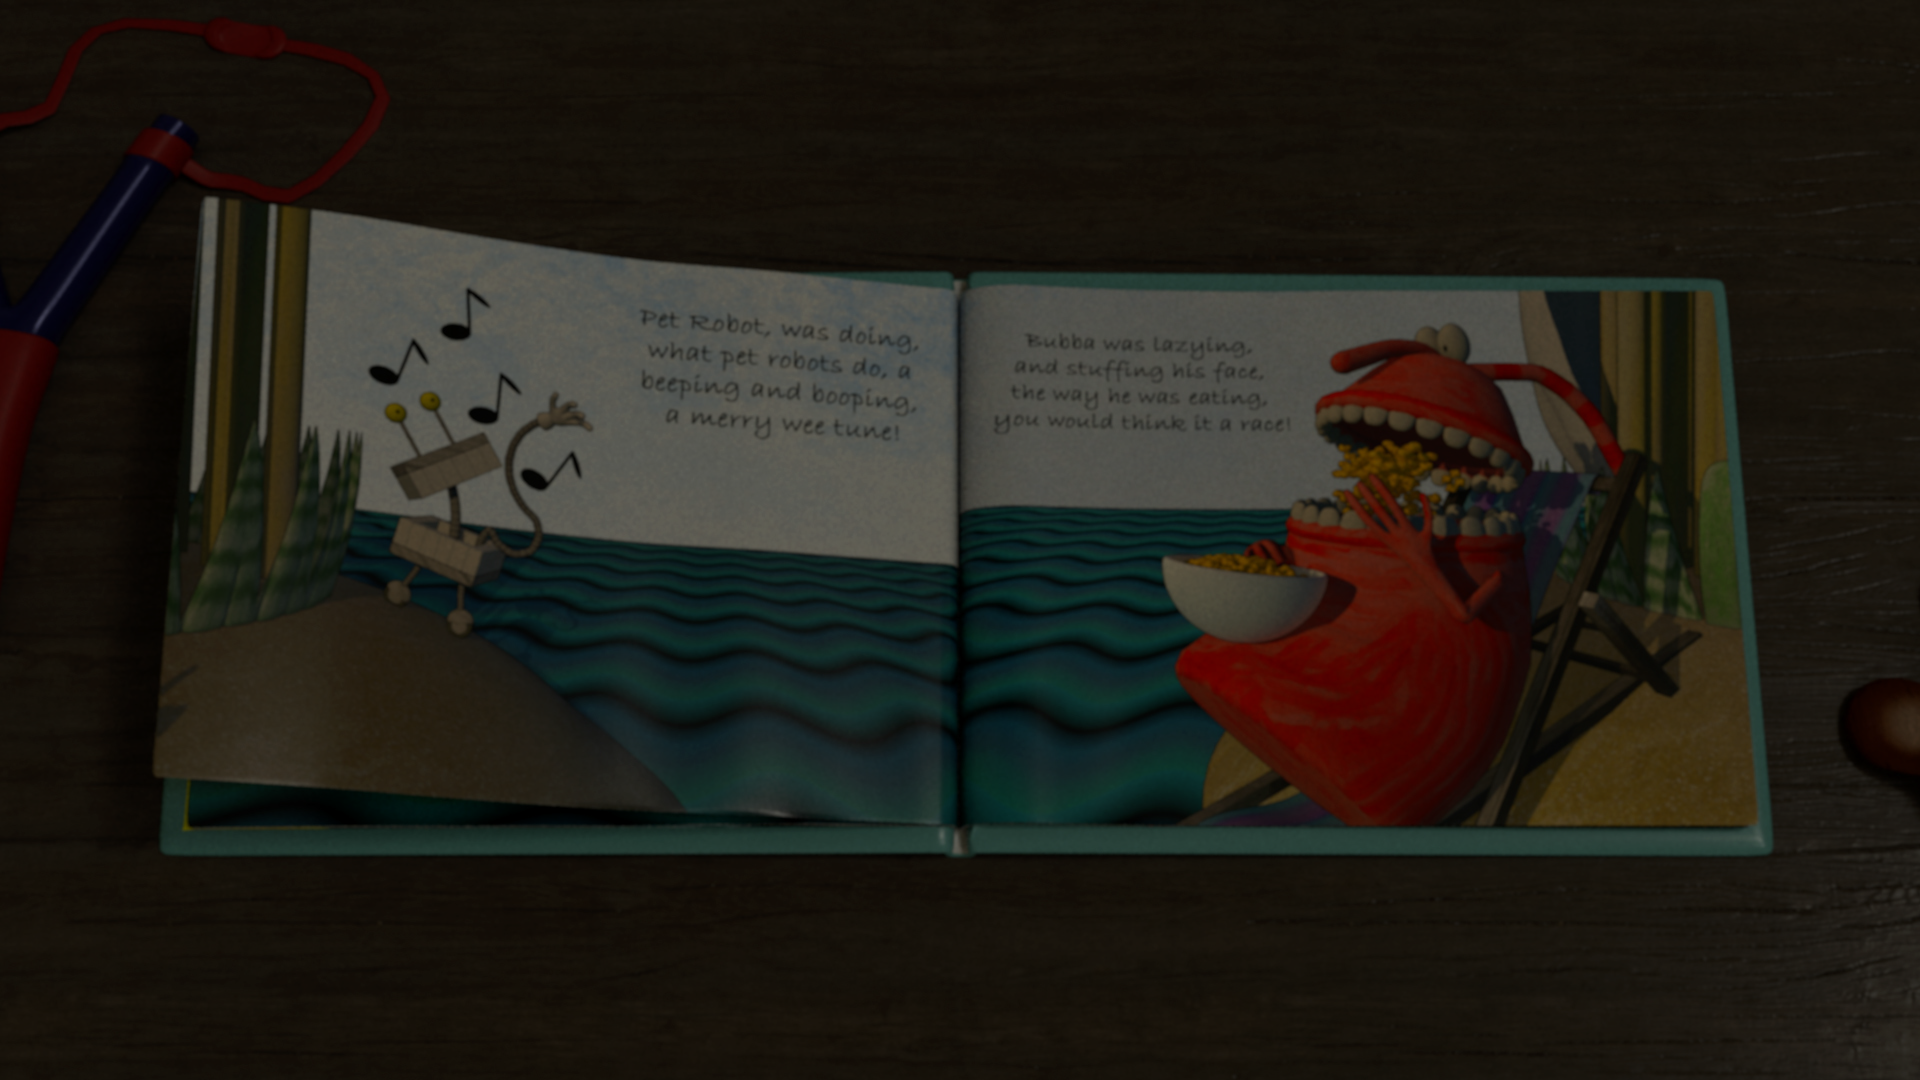 Pet Robot, was doing,
what pet robots do, a
beeping and booping,
a merry wee tune!
Bubba was lazying,
and stuffing his face,
the way he was eating,
you would think it a race!